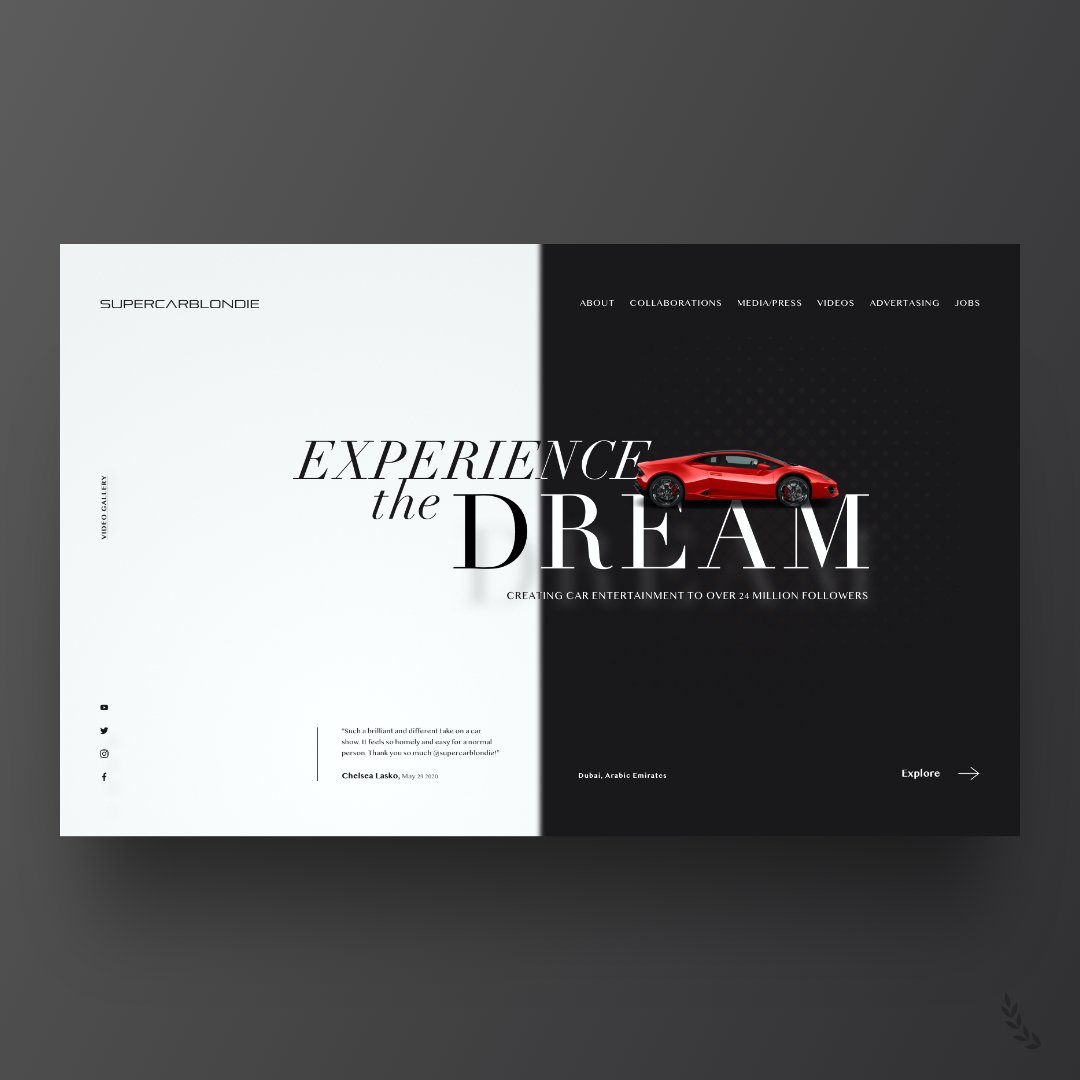 SUPERCARBLONDIE
ABOUT COLLABORATIONS MEDIA/PRESS VIDEOS ADVERTASING JOBS
EXPERIENCE
the DREAM
CREATING CAR ENTERTAINMENT TO OVER 24 MILLION FOLLOWERS
VIDEO GALLERY
"Such a brilliant and different take on a car
show. It feels so homely and easy for a normal
person. Thank you so much @supercarblondie!"
Chelsea Lasko, May 29 2020
Dubai, Arabic Emirates
Explore